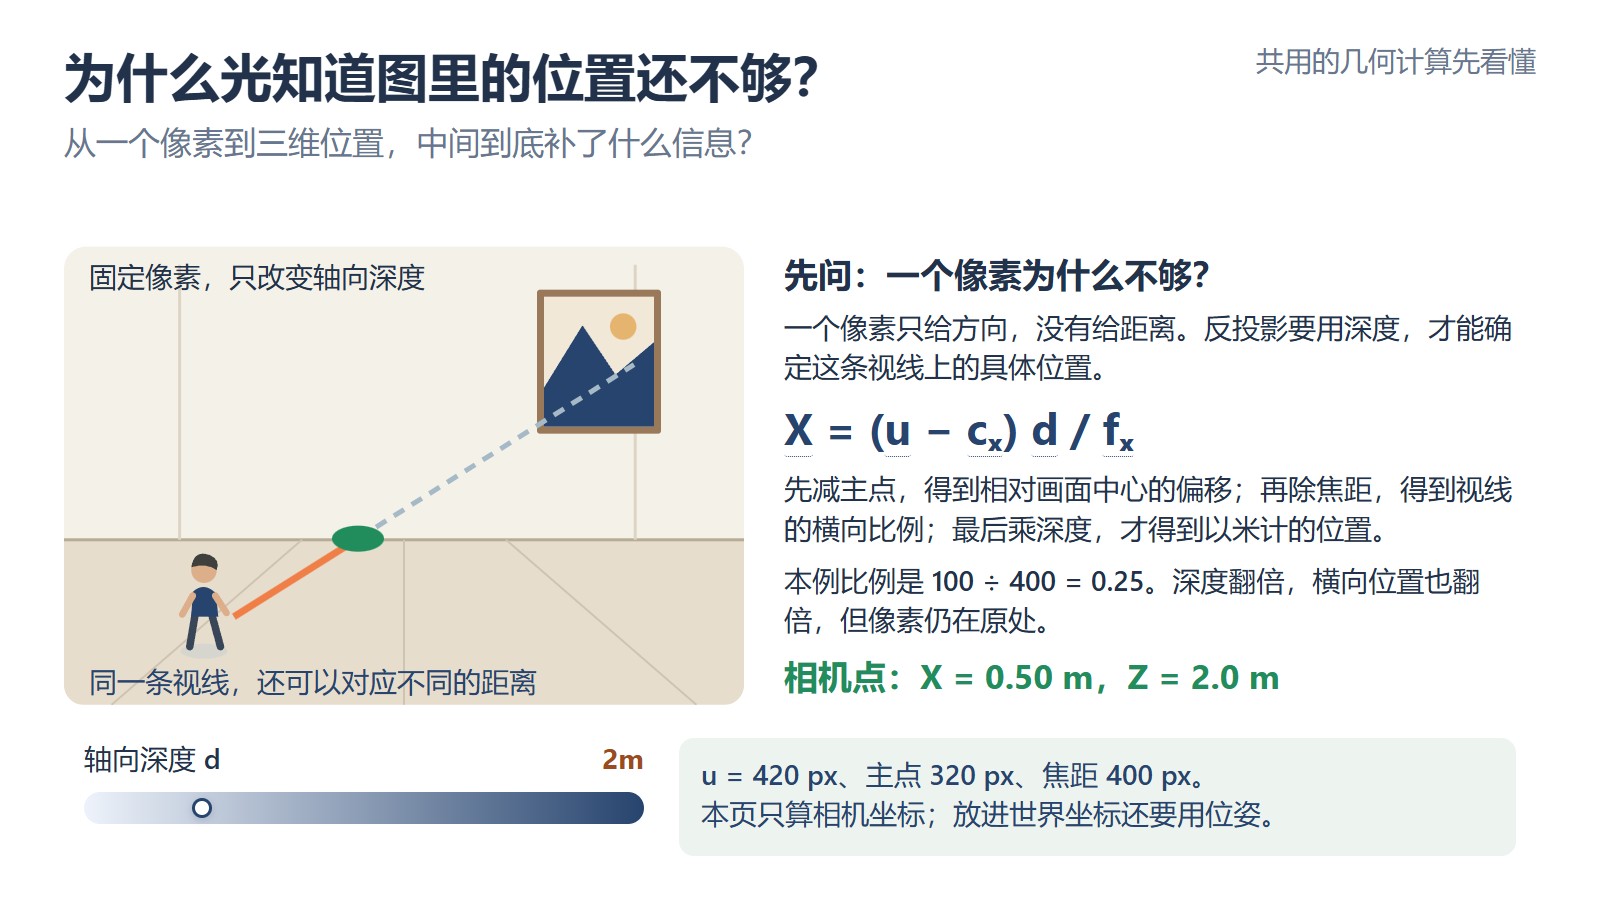 为什么光知道图里的位置还不够？
共用的几何计算先看懂
从一个像素到三维位置，中间到底补了什么信息？
固定像素，只改变轴向深度
同一条视线，还可以对应不同的距离
先问：一个像素为什么不够？
一个像素只给方向，没有给距离。反投影要用深度，才能确
定这条视线上的具体位置。
X = (u − cₓ) d / fₓ
先减主点，得到相对画面中心的偏移；再除焦距，得到视线
的横向比例；最后乘深度，才得到以米计的位置。
本例比例是 100 ÷ 400 = 0.25。深度翻倍，横向位置也翻
倍，但像素仍在原处。
相机点：X = 0.50 m，Z = 2.0 m
轴向深度 d
2m
u = 420 px、主点 320 px、焦距 400 px。
本页只算相机坐标；放进世界坐标还要用位姿。